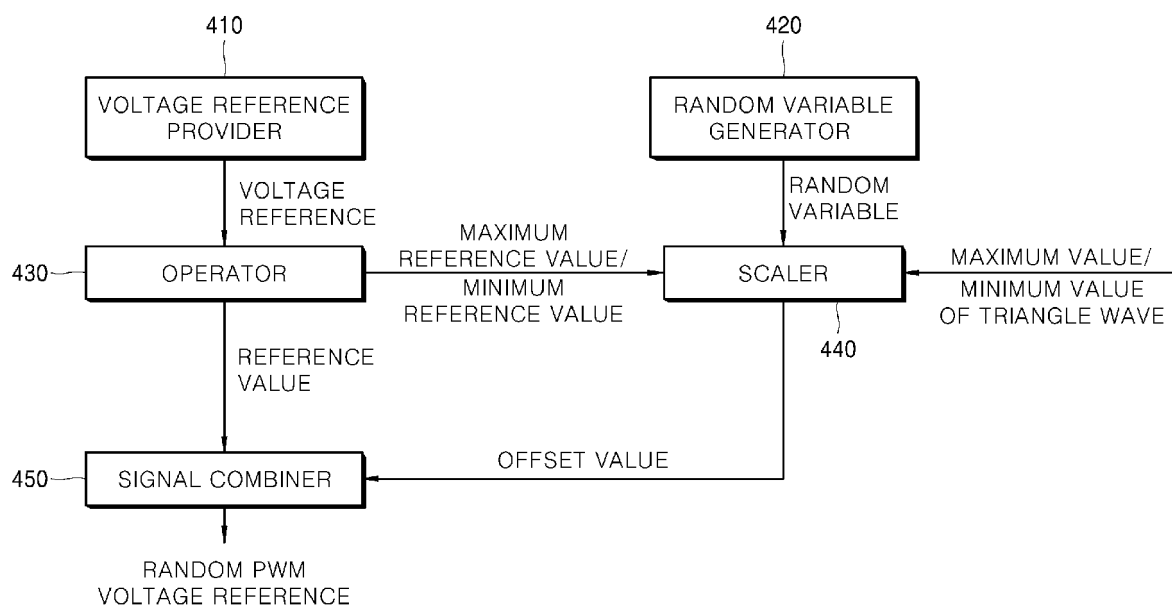 410
420
VOLTAGE REFERENCE
PROVIDER
RANDOM VARIABLE
GENERATOR
VOLTAGE
REFERENCE
RANDOM
VARIABLE
430
OPERATOR
MAXIMUM
REFERENCE VALUE/
MINIMUM
REFERENCE VALUE
SCALER
440
MAXIMUM VALUE/
MINIMUM VALUE
OF TRIANGLE WAVE
REFERENCE
VALUE
OFFSET VALUE
450
SIGNAL COMBINER
RANDOM PWM
VOLTAGE REFERENCE